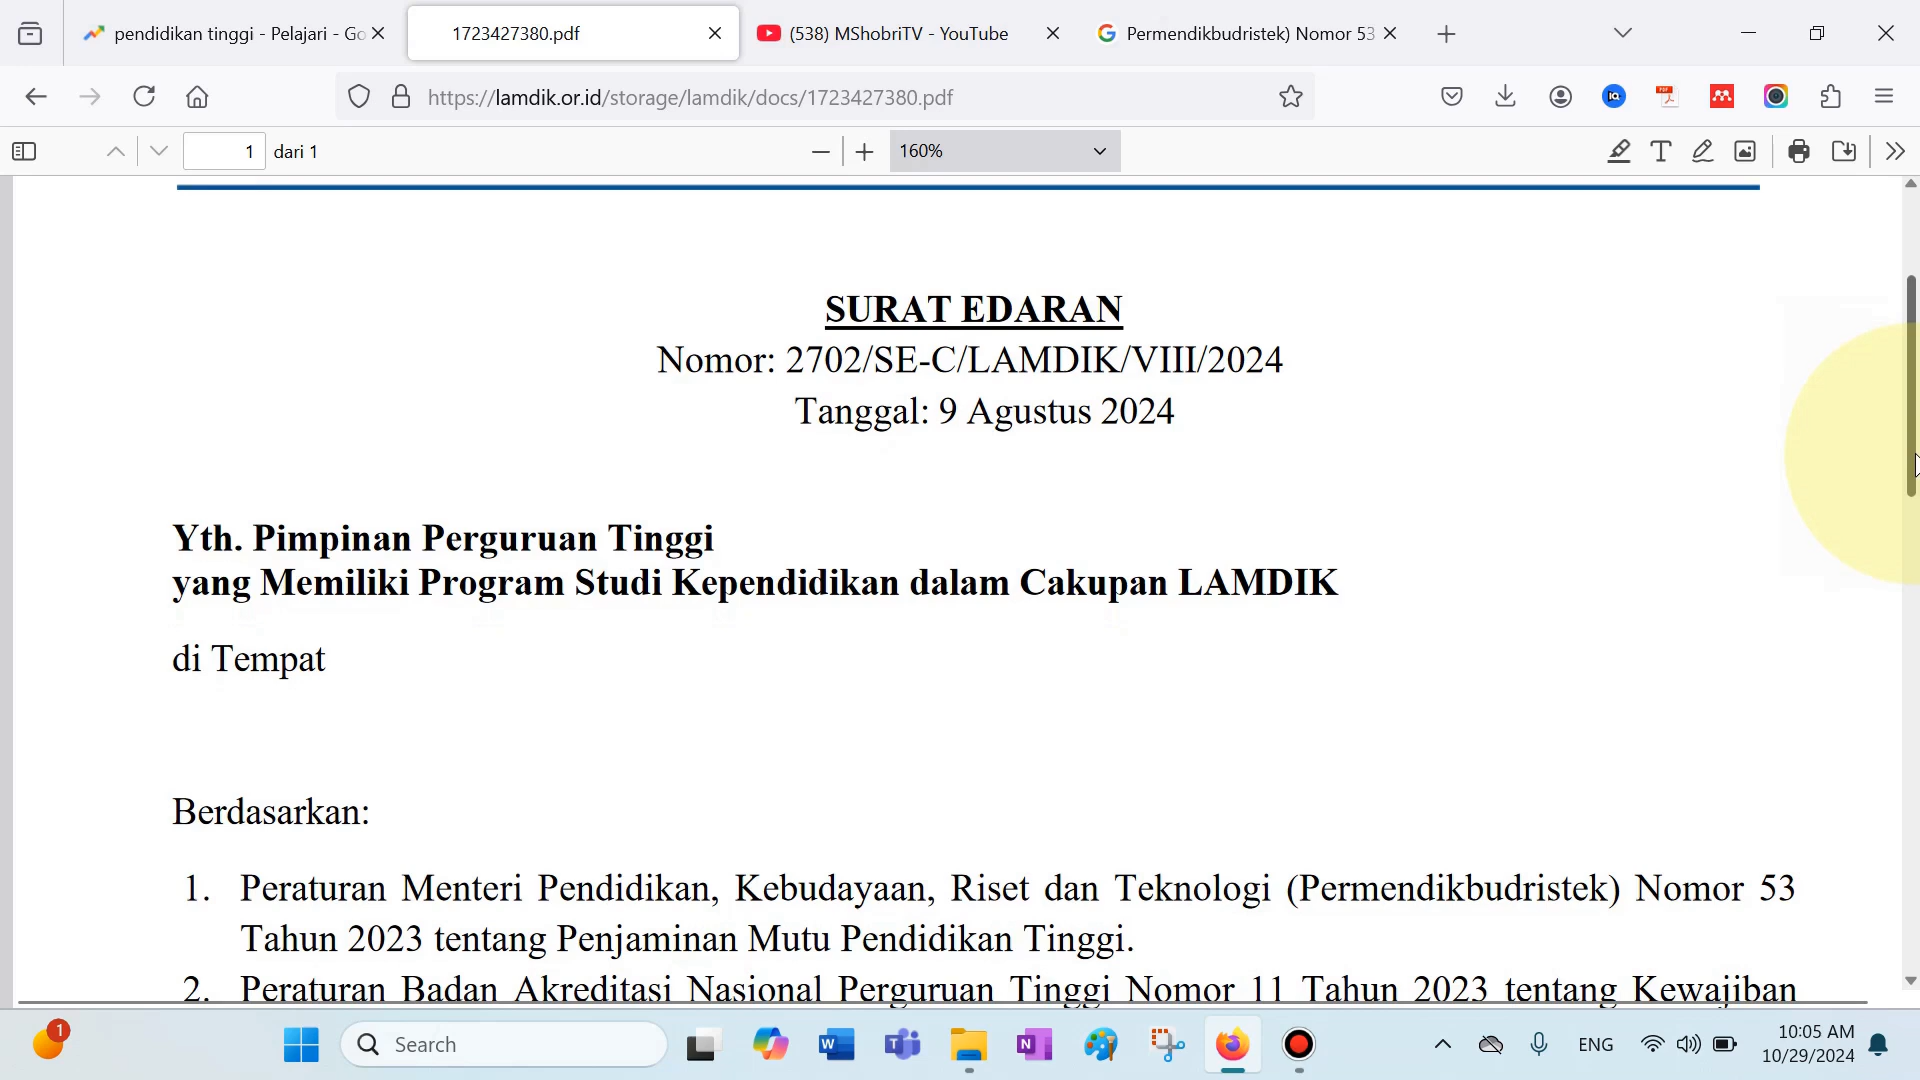 pendidikan tinggi - Pelajari - Go
1723427380.pdf
(538) MShobriTV - YouTube
Permendikbudristek) Nomor 53
https://lamdik.or.id/storage/lamdik/docs/1723427380.pdf
1 dari 1
160%
SURAT EDARAN
Nomor: 2702/SE-C/LAMDIK/VIII/2024
Tanggal: 9 Agustus 2024
Yth. Pimpinan Perguruan Tinggi
yang Memiliki Program Studi Kependidikan dalam Cakupan LAMDIK
di Tempat
Berdasarkan:
1. Peraturan Menteri Pendidikan, Kebudayaan, Riset dan Teknologi (Permendikbudristek) Nomor 53
Tahun 2023 tentang Penjaminan Mutu Pendidikan Tinggi.
2. Peraturan Badan Akreditasi Nasional Perguruan Tinggi Nomor 11 Tahun 2023 tentang Kewajiban
1
Search
ENG
10:05 AM
10/29/2024